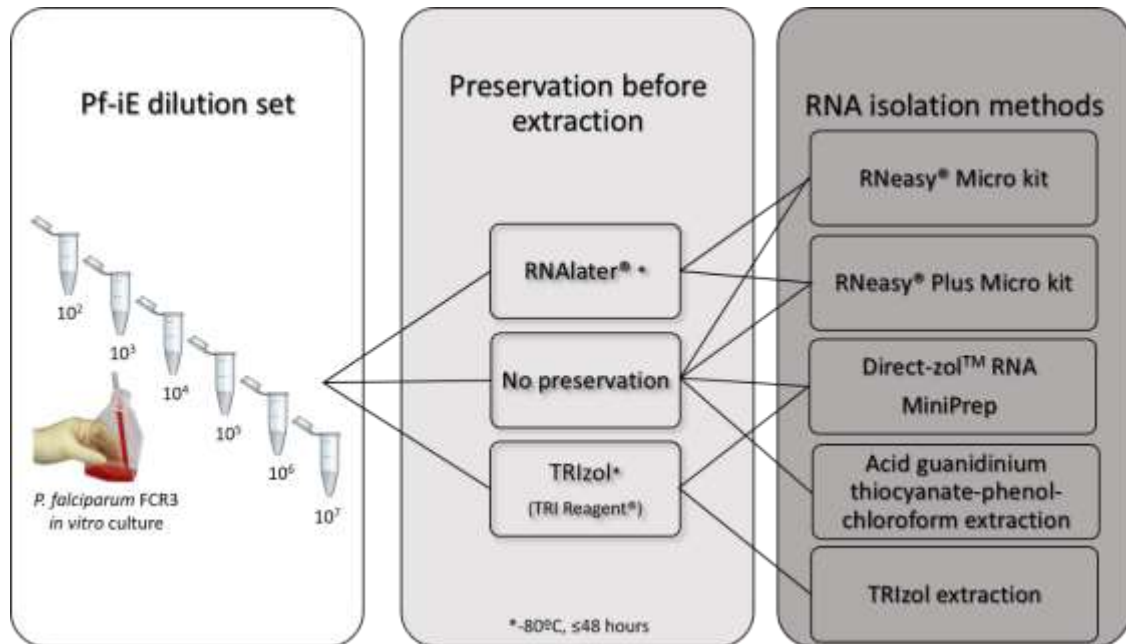 Pf-iE dilution set
10²
10³
10⁴
10⁵
10⁶
10⁷
P. falciparum FCR3
in vitro culture
Preservation before
extraction
RNAlater® *
No preservation
TRIzol*
(TRI Reagent®)
*-80ºC, ≤48 hours
RNA isolation methods
RNeasy® Micro kit
RNeasy® Plus Micro kit
Direct-zol™ RNA
MiniPrep
Acid guanidinium
thiocyanate-phenol-
chloroform extraction
TRIzol extraction